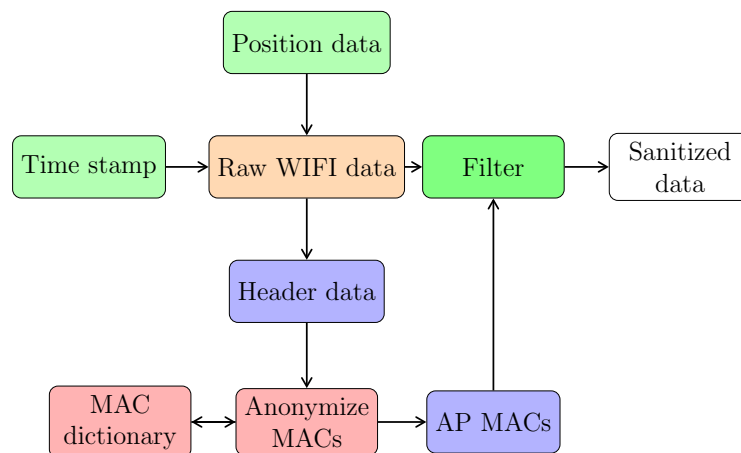 Position data
Time stamp
Raw WIFI data
Filter
Sanitized
data
Header data
MAC
dictionary
Anonymize
MACs
AP MACs